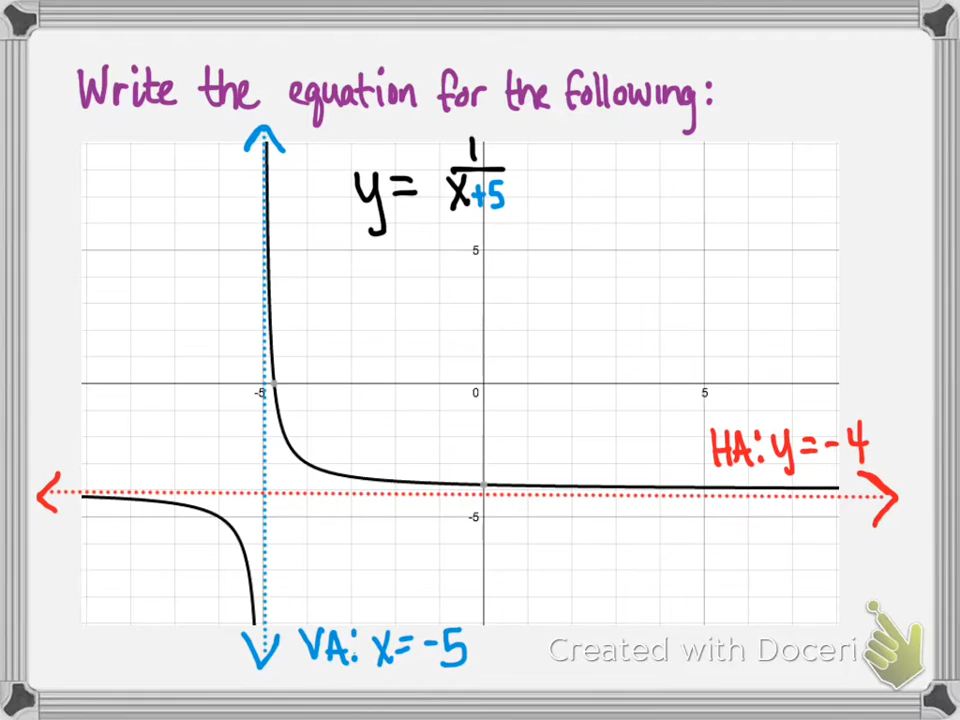 Write the equation for the following:
y = 1/(x+5)
5
-5
0
5
HA: y = -4
-5
VA: x = -5
Created with Doceri